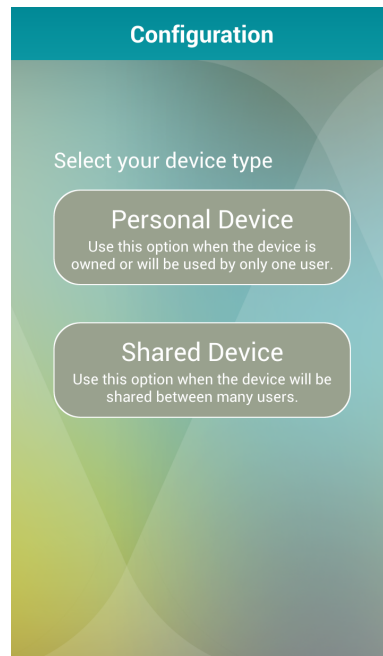 Configuration
Select your device type
Personal Device
Use this option when the device is
owned or will be used by only one user.
Shared Device
Use this option when the device will be
shared between many users.